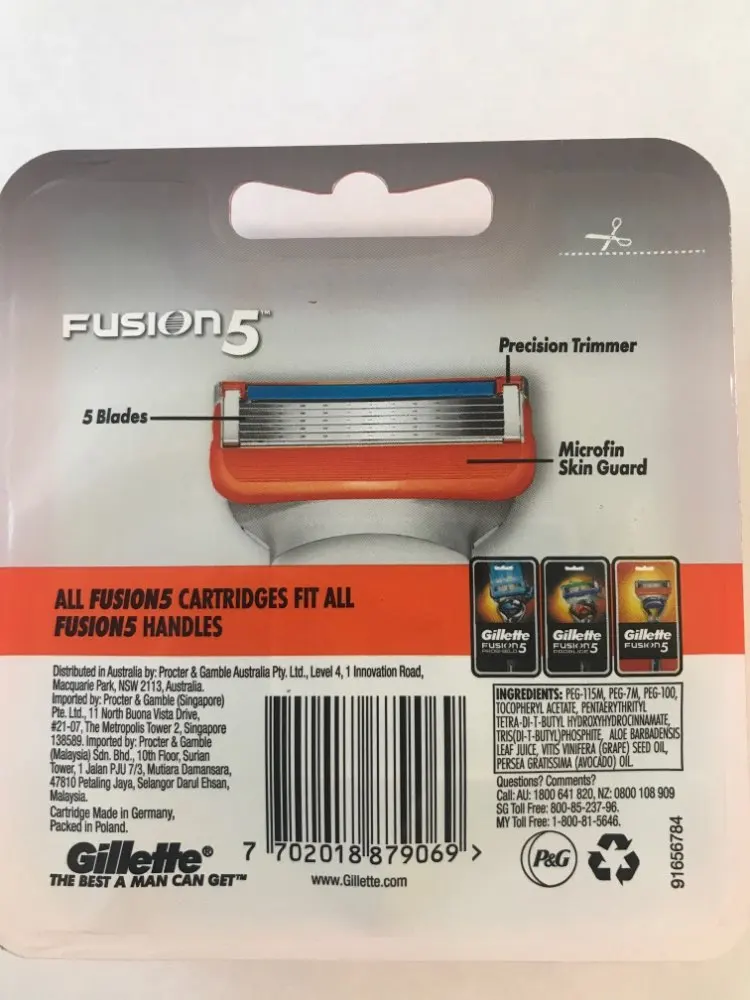 FUSION5™
Precision Trimmer
5 Blades
Microfin
Skin Guard
ALL FUSION5 CARTRIDGES FIT ALL
FUSION5 HANDLES
Gillette
FUSION5
PROSHIELD
Gillette
FUSION5
PROGLIDE
Gillette
FUSION5
Distributed in Australia by: Procter & Gamble Australia Pty. Ltd., Level 4, 1 Innovation Road,
Macquarie Park, NSW 2113, Australia.
Imported by: Procter & Gamble (Singapore)
Pte. Ltd., 11 North Buona Vista Drive,
#21-07, The Metropolis Tower 2, Singapore
138589. Imported by: Procter & Gamble
(Malaysia) Sdn. Bhd., 10th Floor, Surian
Tower, 1 Jalan PJU 7/3, Mutiara Damansara,
47810 Petaling Jaya, Selangor Darul Ehsan,
Malaysia.
Cartridge Made in Germany,
Packed in Poland.
Gillette®
THE BEST A MAN CAN GET™
7 702018 879069 >
www.Gillette.com
INGREDIENTS: PEG-115M, PEG-7M, PEG-100,
TOCOPHERYL ACETATE, PENTAERYTHRITYL
TETRA-DI-T-BUTYL HYDROXYHYDROCINNAMATE,
TRIS(DI-T-BUTYL)PHOSPHITE, ALOE BARBADENSIS
LEAF JUICE, VITIS VINIFERA (GRAPE) SEED OIL,
PERSEA GRATISSIMA (AVOCADO) OIL.
Questions? Comments?
Call: AU: 1800 641 820, NZ: 0800 108 909
SG Toll Free: 800-85-237-96.
MY Toll Free: 1-800-81-5646.
P&G
91656784